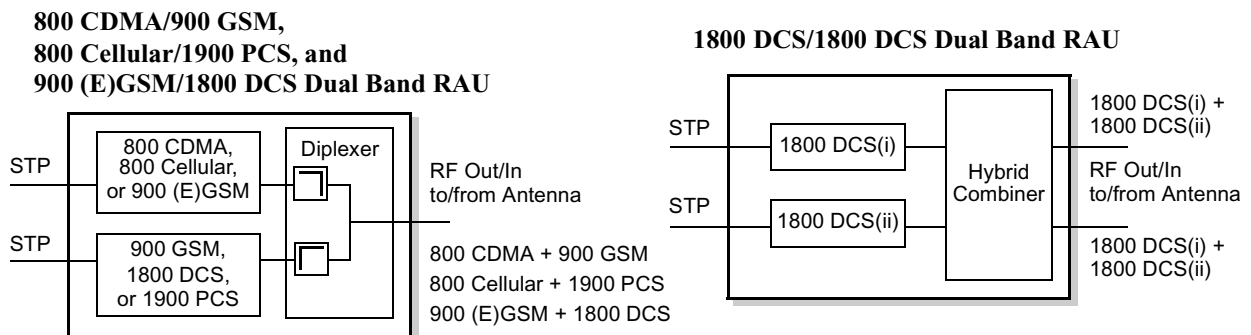 800 CDMA/900 GSM,
800 Cellular/1900 PCS, and
900 (E)GSM/1800 DCS Dual Band RAU
STP
800 CDMA,
800 Cellular,
or 900 (E)GSM
Diplexer
RF Out/In
to/from Antenna
STP
900 GSM,
1800 DCS,
or 1900 PCS
800 CDMA + 900 GSM
800 Cellular + 1900 PCS
900 (E)GSM + 1800 DCS
1800 DCS/1800 DCS Dual Band RAU
STP
1800 DCS(i)
Hybrid
Combiner
1800 DCS(i) +
1800 DCS(ii)
RF Out/In
to/from Antenna
STP
1800 DCS(ii)
1800 DCS(i) +
1800 DCS(ii)